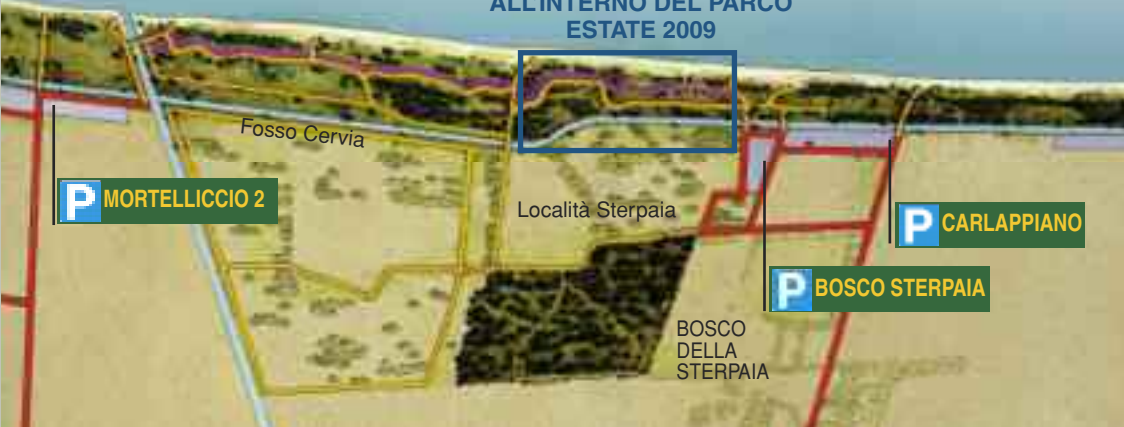 ALL'INTERNO DEL PARCO
ESTATE 2009
Fosso Cervia
P MORTELLICCIO 2
Località Sterpaia
P CARLAPPIANO
P BOSCO STERPAIA
BOSCO
DELLA
STERPAIA